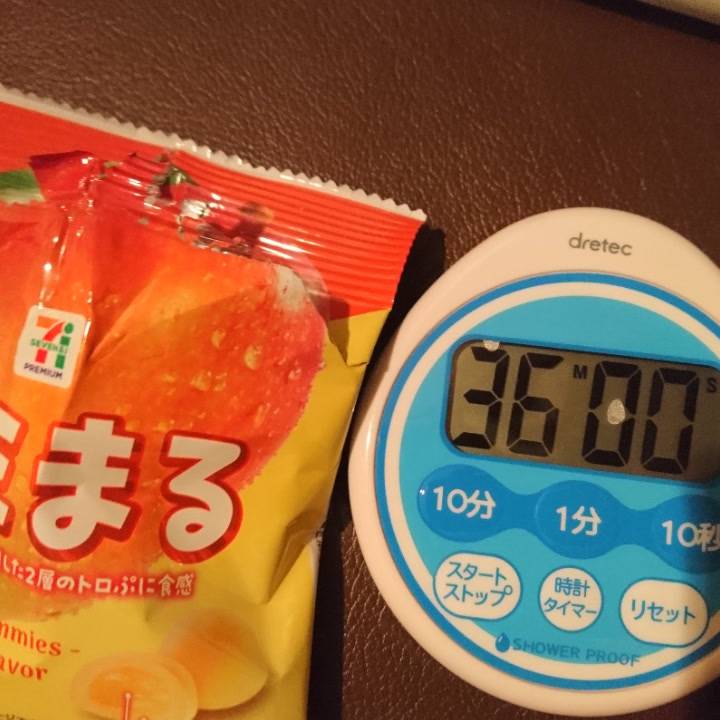 SEVEN&i
PREMIUM
まる
した2層のトロぷに食感
mmies -
avor
dretec
36 M 00 S
10分
1分
10秒
スタート
ストップ
時計
タイマー
リセット
SHOWER PROOF